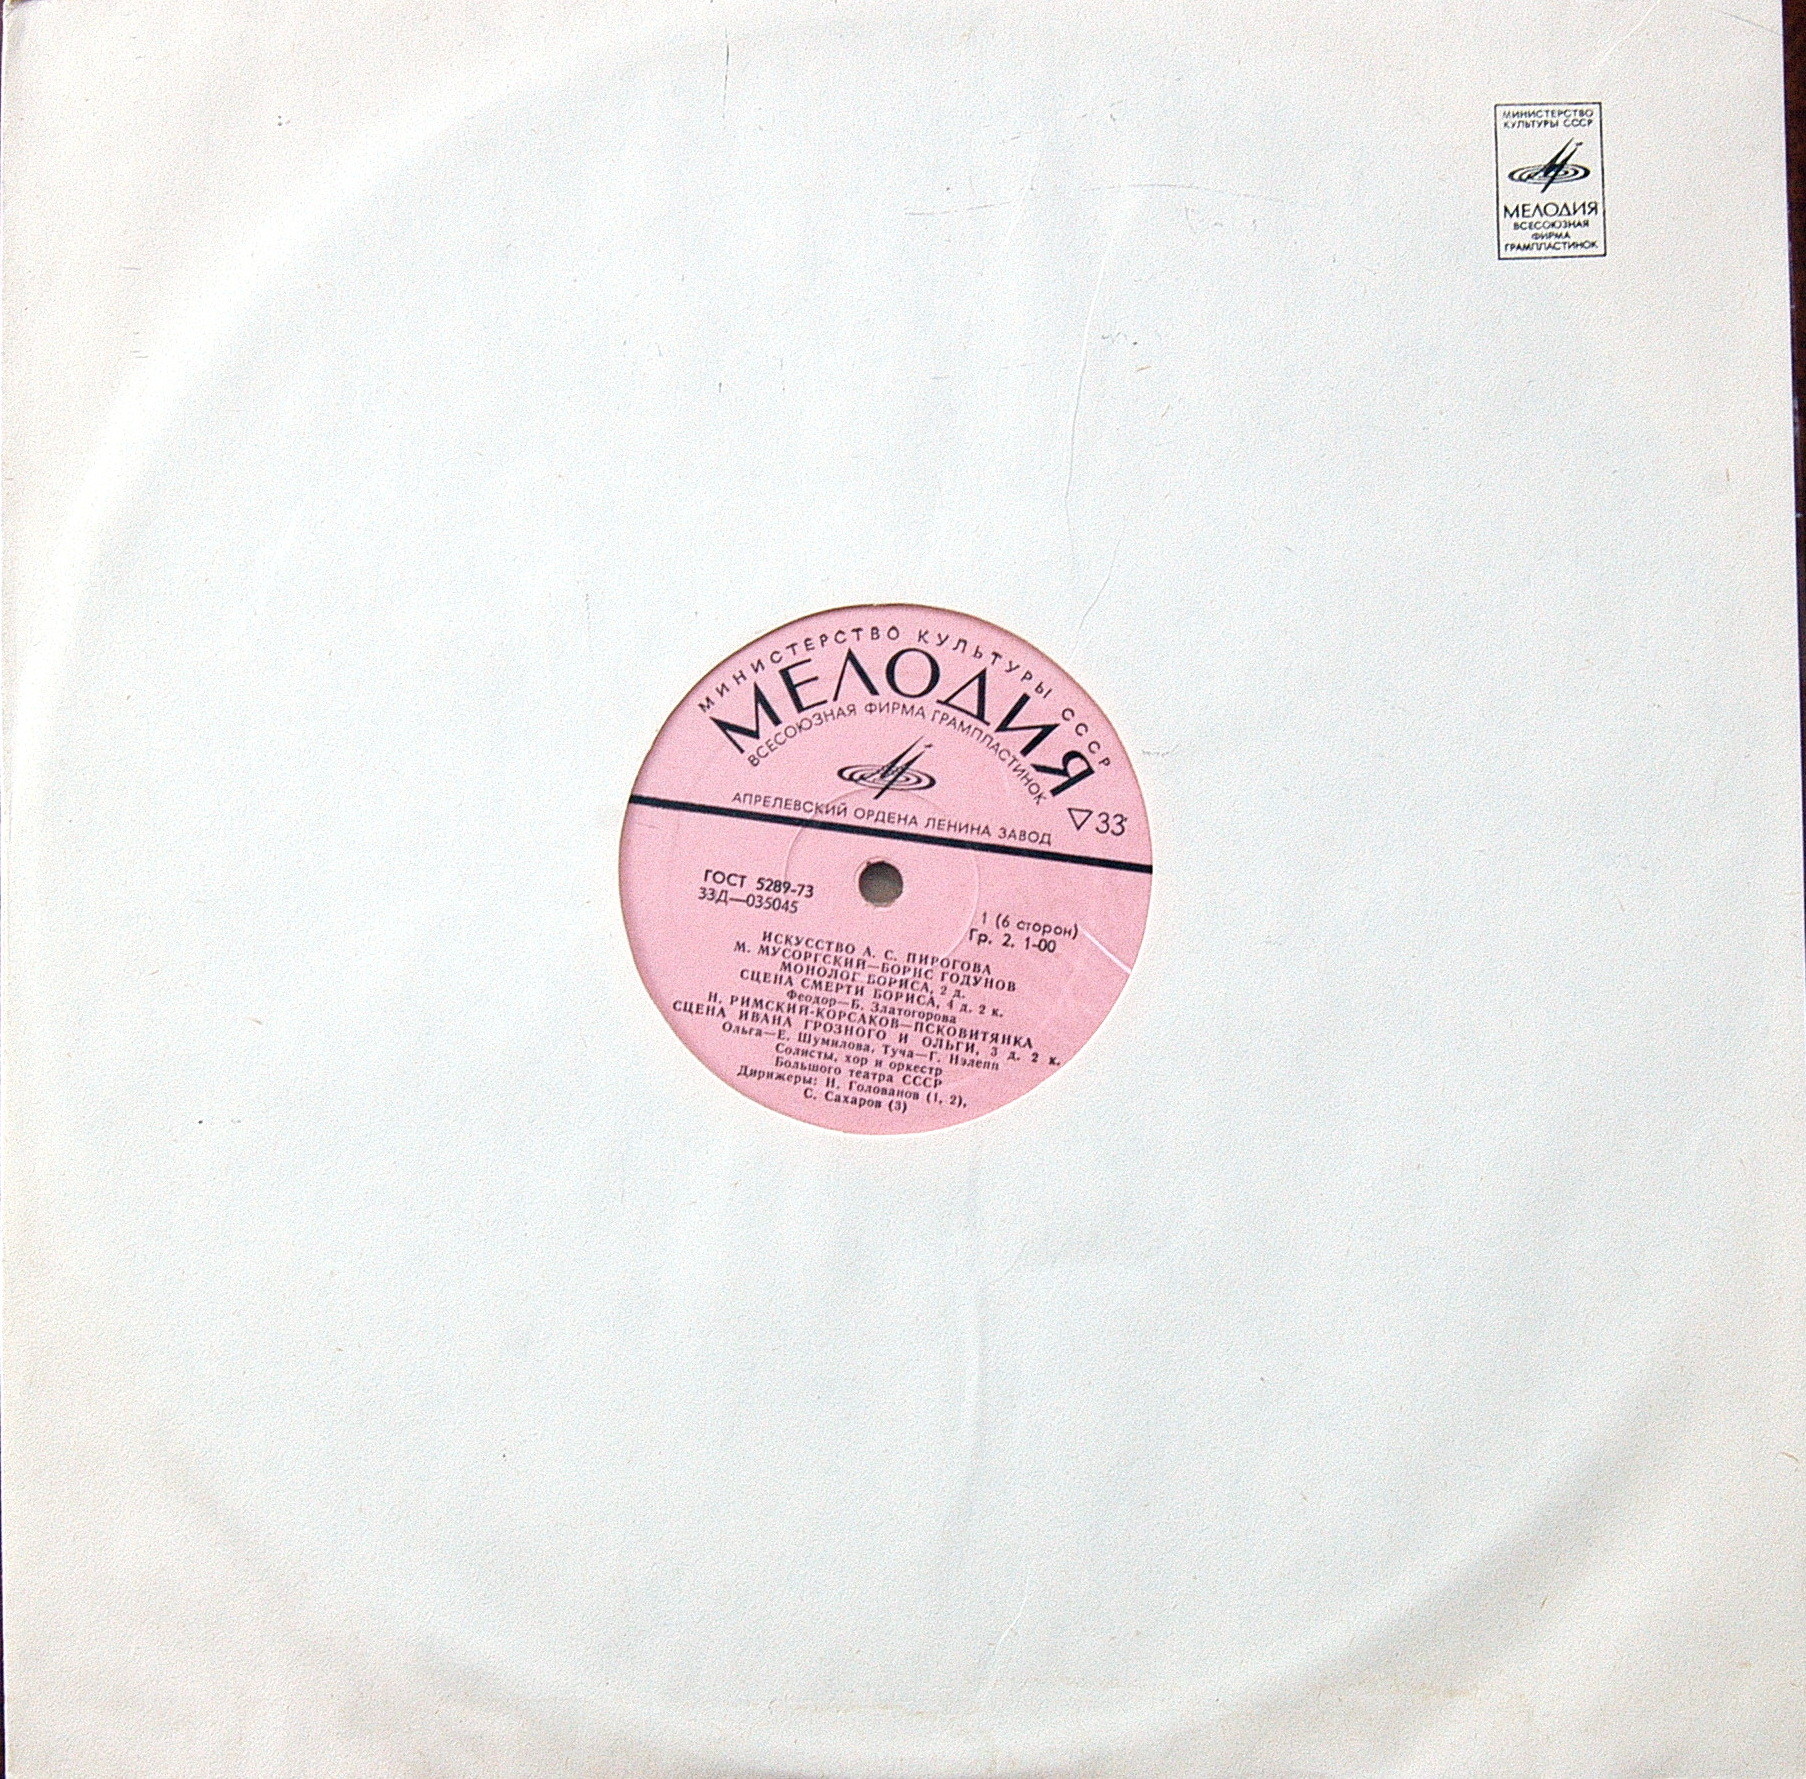 МИНИСТЕРСТВО
КУЛЬТУРЫ СССР
МЕЛОДИЯ
ВСЕСОЮЗНАЯ
ФИРМА
ГРАМПЛАСТИНОК
МИНИСТЕРСТВО КУЛЬТУРЫ СССР
МЕЛОДИЯ
ВСЕСОЮЗНАЯ ФИРМА ГРАМПЛАСТИНОК
АПРЕЛЕВСКИЙ ОРДЕНА ЛЕНИНА ЗАВОД
▽33
ГОСТ 5289-73
33Д—035045
1 (6 сторон)
Гр. 2. 1-00
ИСКУССТВО А. С. ПИРОГОВА
М. МУСОРГСКИЙ—БОРИС ГОДУНОВ
МОНОЛОГ БОРИСА, 2 д.
СЦЕНА СМЕРТИ БОРИСА, 4 д. 2 к.
Феодор—Б. Златогорова
Н. РИМСКИЙ-КОРСАКОВ—ПСКОВИТЯНКА
СЦЕНА ИВАНА ГРОЗНОГО И ОЛЬГИ, 3 д. 2 к.
Ольга—Е. Шумилова, Туча—Г. Нэлепп
Солисты, хор и оркестр
Большого театра СССР
Дирижеры: Н. Голованов (1, 2),
С. Сахаров (3)